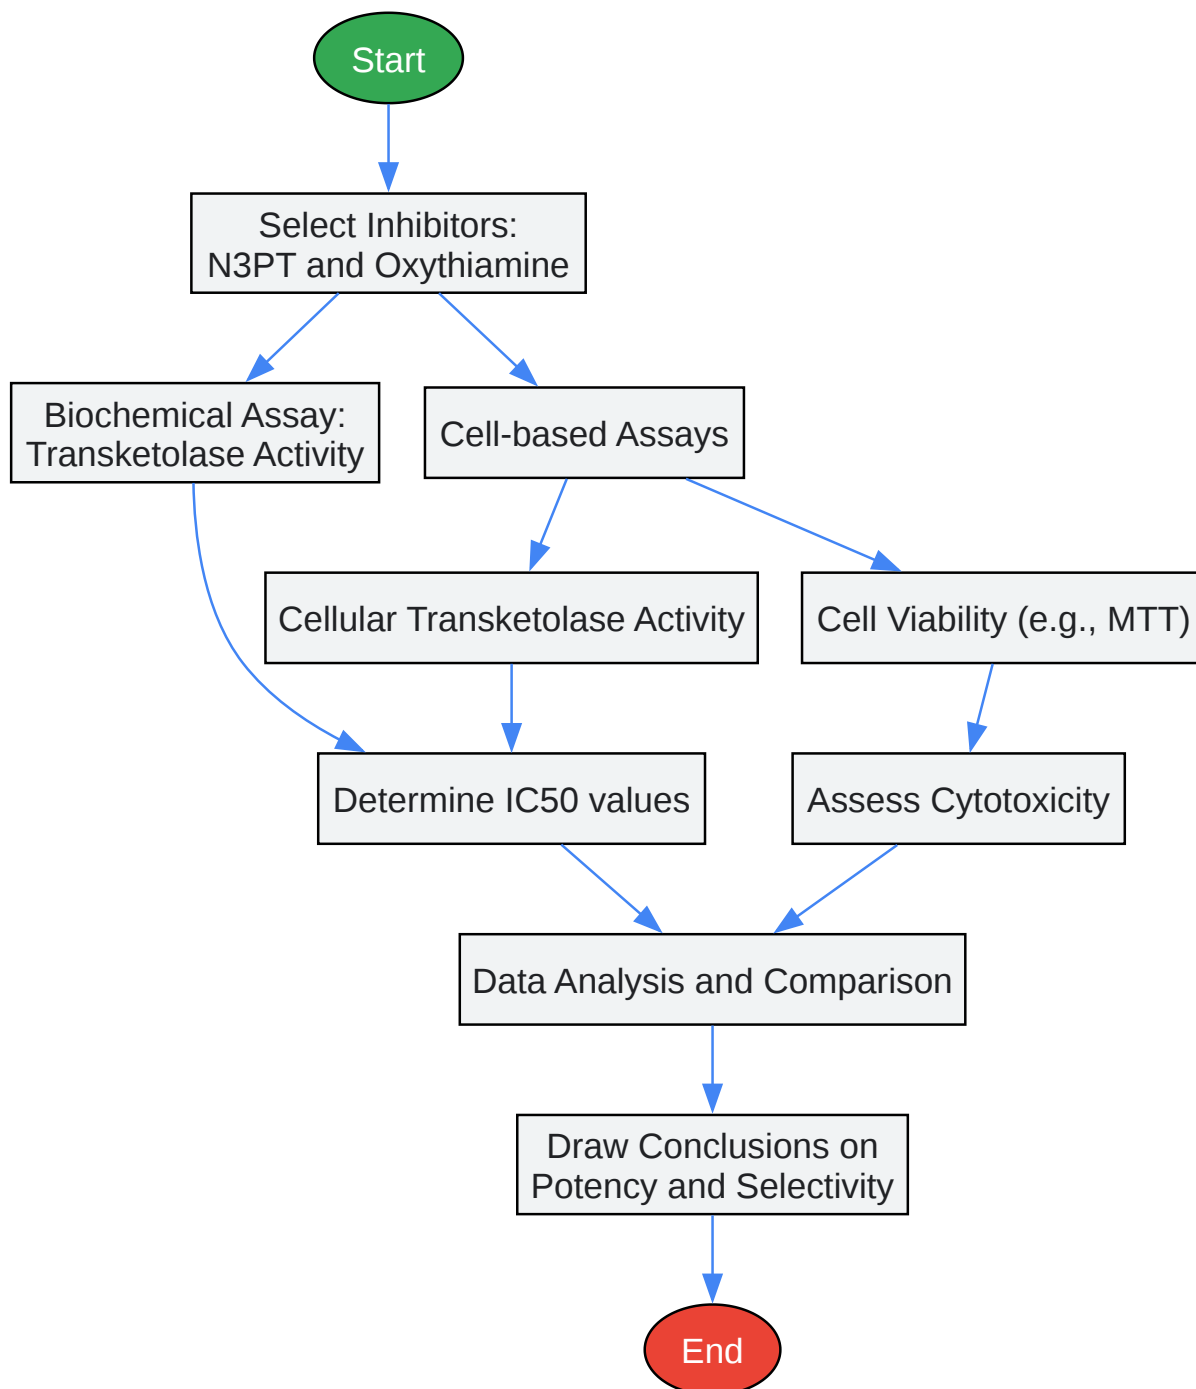 Start
Select Inhibitors:
N3PT and Oxythiamine
Biochemical Assay:
Transketolase Activity
Cell-based Assays
Cellular Transketolase Activity
Cell Viability (e.g., MTT)
Determine IC50 values
Assess Cytotoxicity
Data Analysis and Comparison
Draw Conclusions on
Potency and Selectivity
End